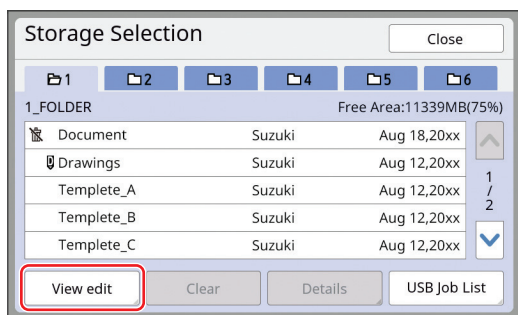 Storage Selection Close
1 2 3 4 5 6
1_FOLDER Free Area:11339MB(75%)
Document Suzuki Aug 18,20xx
Drawings Suzuki Aug 12,20xx
Templete_A Suzuki Aug 12,20xx
Templete_B Suzuki Aug 12,20xx
Templete_C Suzuki Aug 12,20xx
1
/
2
View edit Clear Details USB Job List